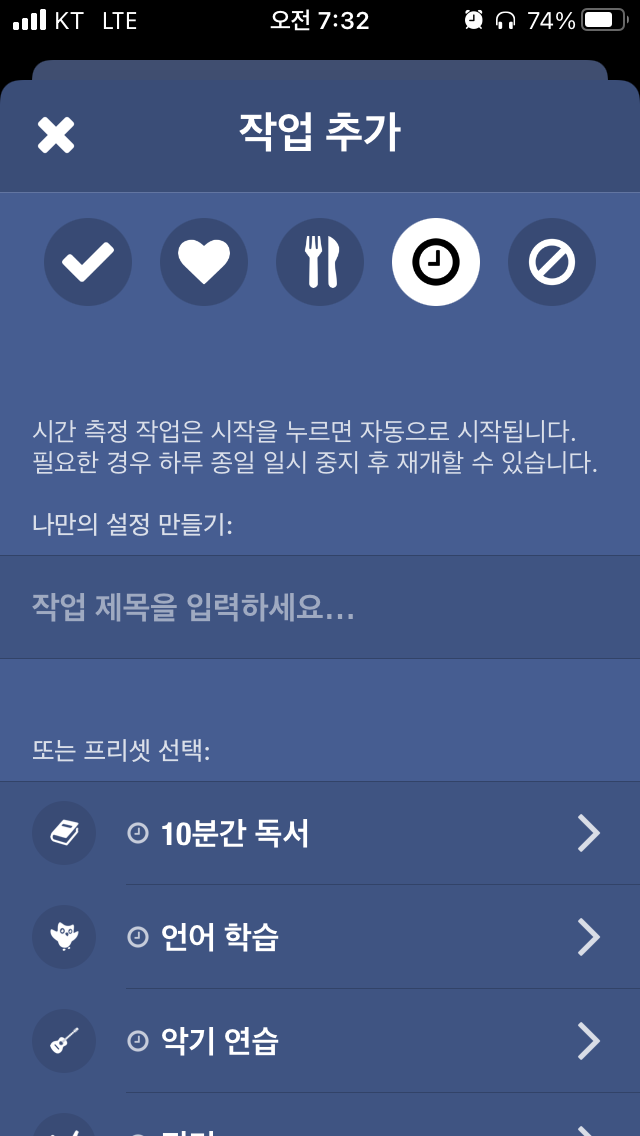 KT LTE 오전 7:32 74%
작업 추가
시간 측정 작업은 시작을 누르면 자동으로 시작됩니다.
필요한 경우 하루 종일 일시 중지 후 재개할 수 있습니다.
나만의 설정 만들기:
작업 제목을 입력하세요...
또는 프리셋 선택:
10분간 독서
언어 학습
악기 연습